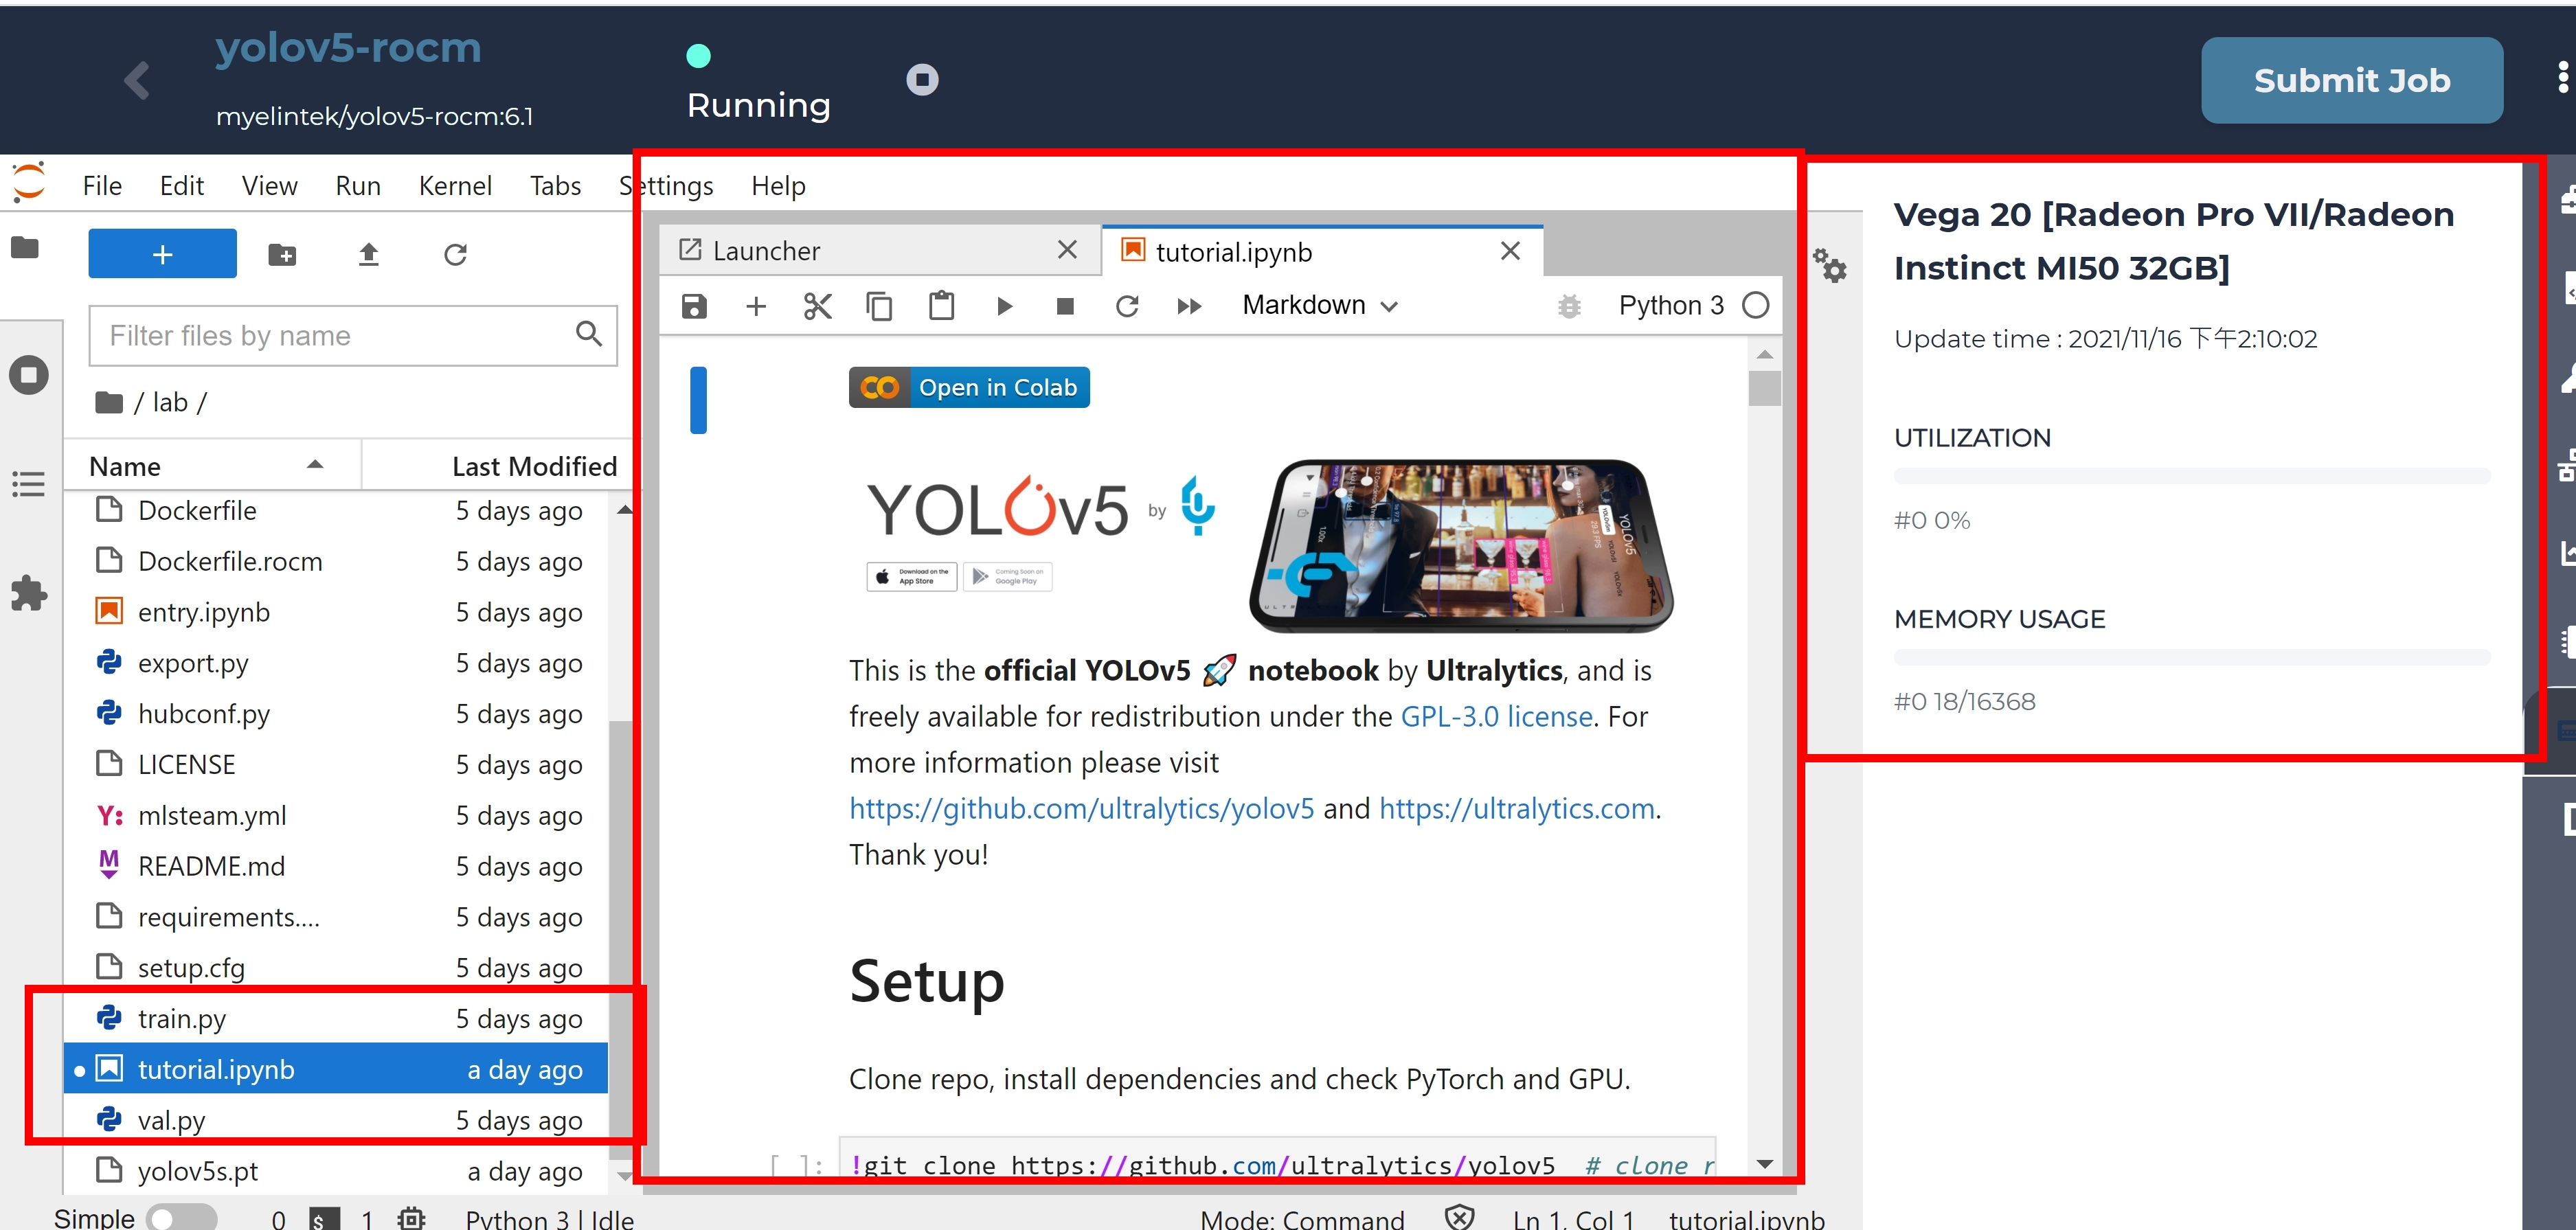 yolov5-rocm
myelintek/yolov5-rocm:6.1
Running
Submit Job
File Edit View Run Kernel Tabs Settings Help
Filter files by name
/ lab /
Name Last Modified
Dockerfile 5 days ago
Dockerfile.rocm 5 days ago
entry.ipynb 5 days ago
export.py 5 days ago
hubconf.py 5 days ago
LICENSE 5 days ago
Y: mlsteam.yml 5 days ago
M README.md 5 days ago
requirements.... 5 days ago
setup.cfg 5 days ago
train.py 5 days ago
tutorial.ipynb a day ago
val.py 5 days ago
yolov5s.pt a day ago
Launcher tutorial.ipynb
Markdown Python 3
Open in Colab
YOLOv5 by
Download on the
App Store
Coming Soon on
Google Play
This is the official YOLOv5 🚀 notebook by Ultralytics, and is
freely available for redistribution under the GPL-3.0 license. For
more information please visit
https://github.com/ultralytics/yolov5 and https://ultralytics.com.
Thank you!
Setup
Clone repo, install dependencies and check PyTorch and GPU.
[ ]: !git clone https://github.com/ultralytics/yolov5 # clone r
Vega 20 [Radeon Pro VII/Radeon
Instinct MI50 32GB]
Update time : 2021/11/16 下午2:10:02
UTILIZATION
#0 0%
MEMORY USAGE
#0 18/16368
Simple 0 $ 1 Python 3 | Idle Mode: Command Ln 1, Col 1 tutorial.ipynb